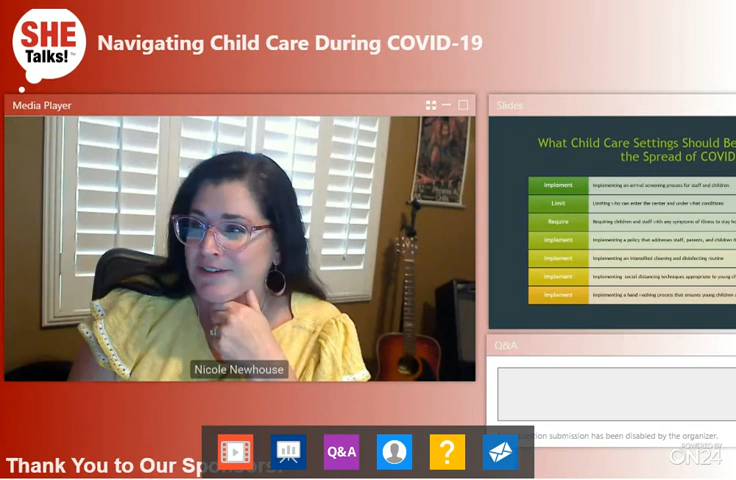 SHE
Talks!
Navigating Child Care During COVID-19
Media Player
Slides
What Child Care Settings Should Be
the Spread of COVID
Implement Implementing an arrival screening process for staff and children
Limit Limiting who can enter the center and under what conditions
Require Requiring children and staff with any symptoms of illness to stay
Implement Implementing a policy that addresses staff, parents, and children
Implement Implementing an intensified cleaning and disinfecting routine
Implement Implementing social distancing techniques appropriate to young
Implement Implementing a hand washing process that ensures young children
Nicole Newhouse
Q&A
Q&A
?
question submission has been disabled by the organizer.
POWERED BY
ON24
Thank You to Our Sponsors!